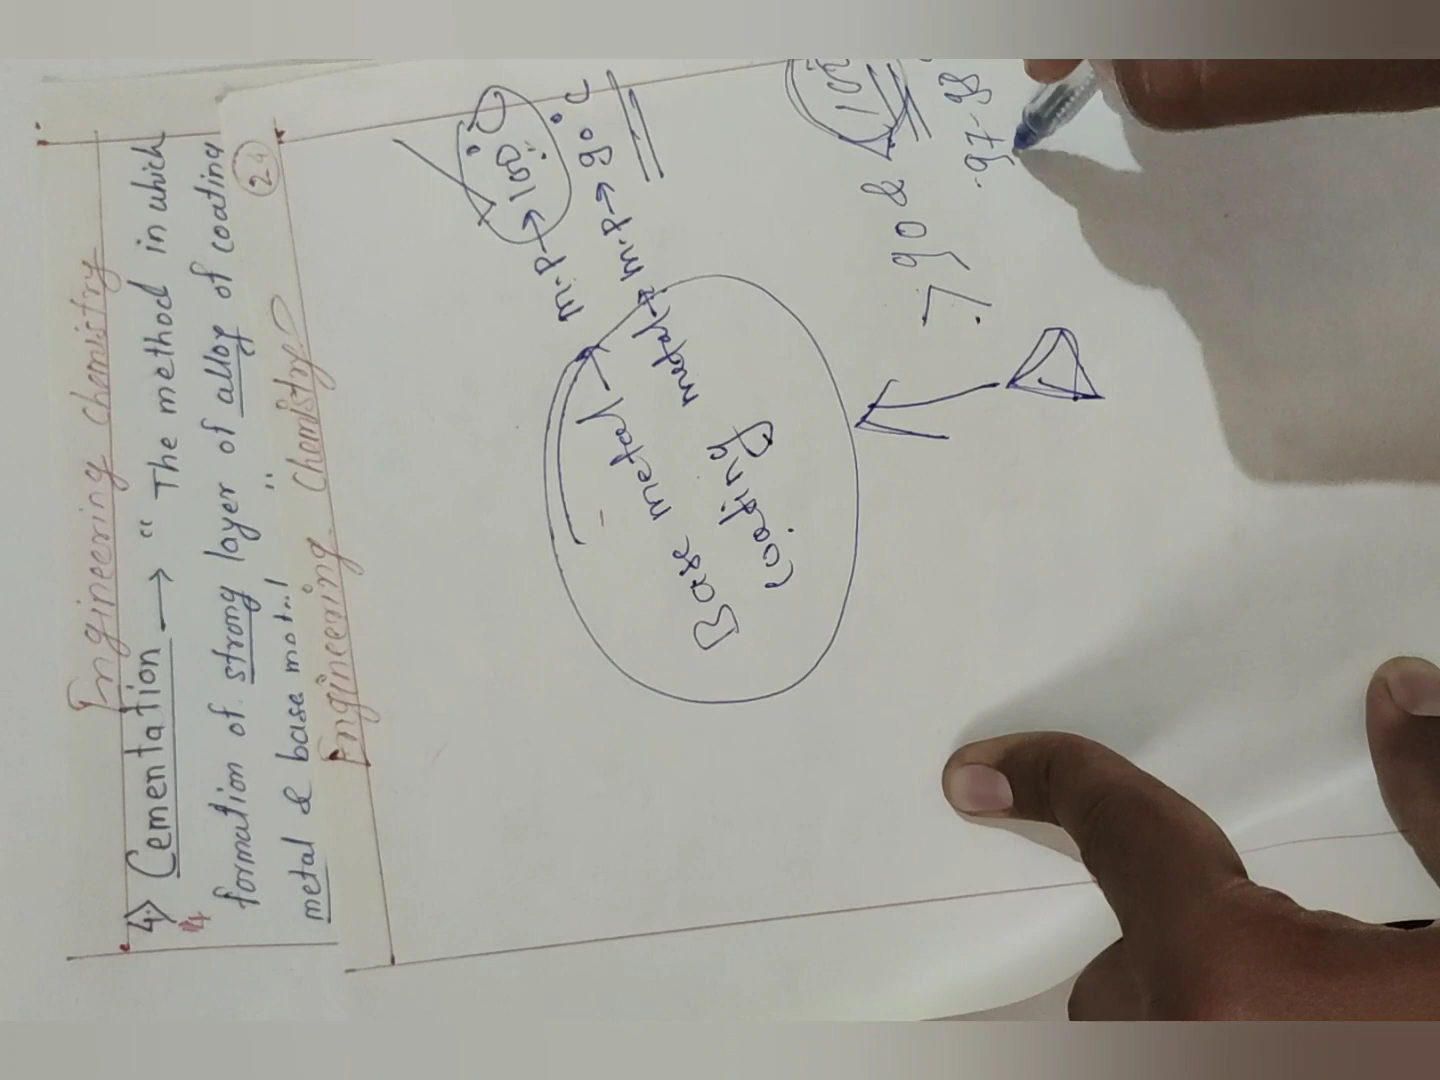 Engineering Chemistry
4.) Cementation → " The method in which
formation of strong layer of alloy of coating
metal & base metal "
24
Engineering Chemistry
m.p → 100°C
m.p → 90°C
Base metal
coating metal
> 90 &
97-98